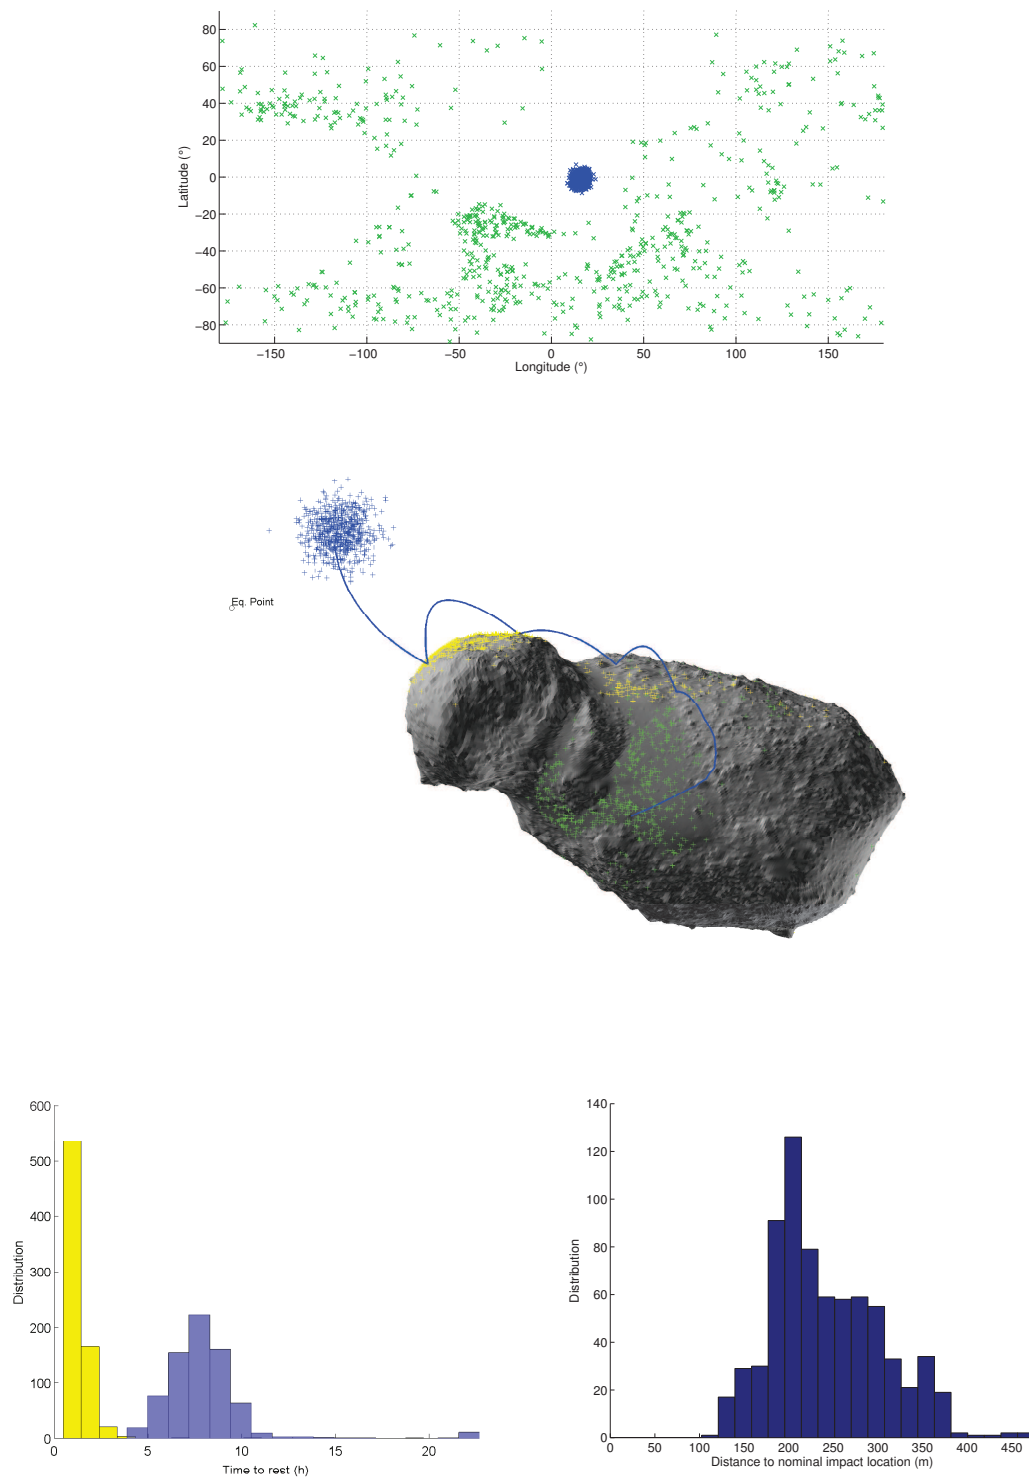 80
60
40
20
0
−20
−40
−60
−80
Latitude (°)
−150 −100 −50 0 50 100 150
Longitude (°)
Eq. Point
600
500
400
300
200
100
0
Distribution
0 5 10 15 20
Time to rest (h)
140
120
100
80
60
40
20
0
Distribution
0 50 100 150 200 250 300 350 400 450
Distance to nominal impact location (m)